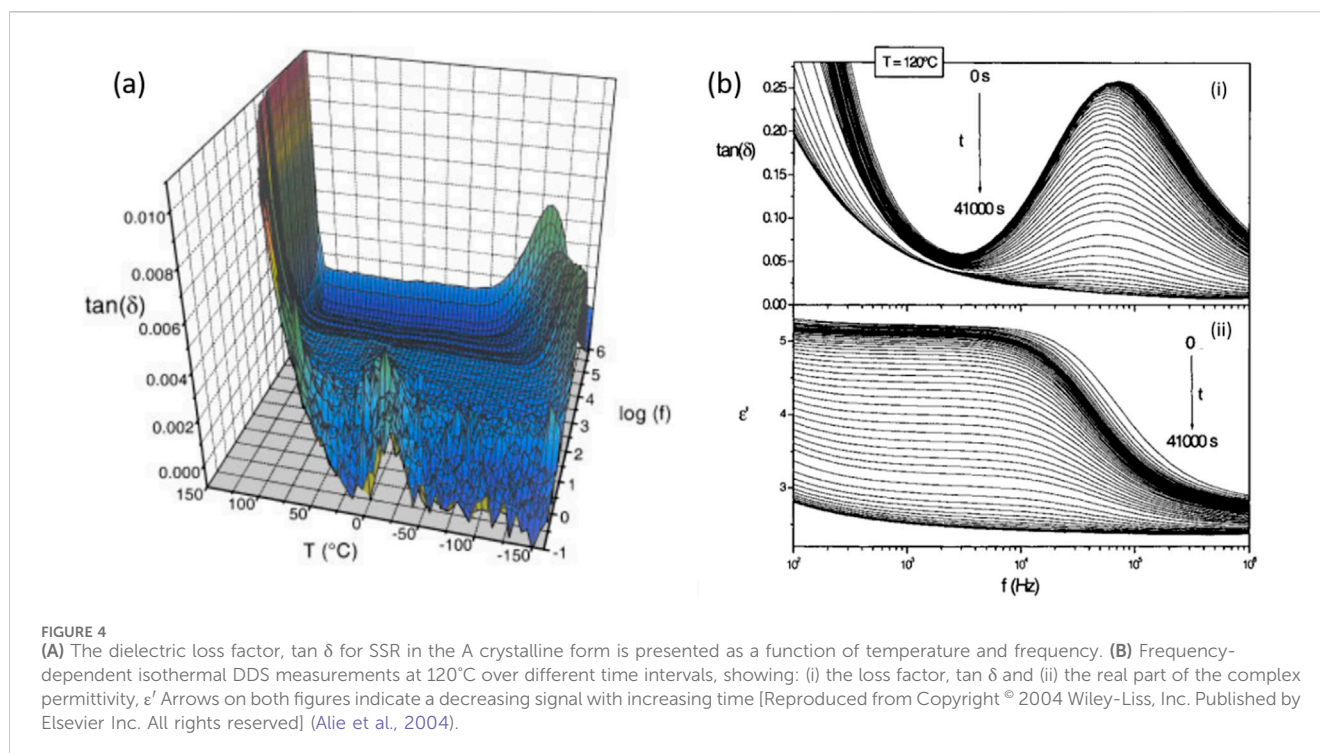 (a)
0.010
0.008
tan(δ)
0.006
0.004
0.002
0.000
150
100
50
0
-50
-100
-150
T (°C)
6
5
4
3
2
1
0
-1
log (f)
(b)
T = 120°C
0 s
t
41000 s
(i)
0.25
0.20
tan(δ)
0.15
0.10
0.05
0.00
(ii)
5
ε'
4
3
0
t
41000 s
10²
10³
10⁴
10⁵
10⁶
f (Hz)
FIGURE 4
(A) The dielectric loss factor, tan δ for SSR in the A crystalline form is presented as a function of temperature and frequency. (B) Frequency-
dependent isothermal DDS measurements at 120°C over different time intervals, showing: (i) the loss factor, tan δ and (ii) the real part of the complex
permittivity, ε′ Arrows on both figures indicate a decreasing signal with increasing time [Reproduced from Copyright © 2004 Wiley-Liss, Inc. Published by
Elsevier Inc. All rights reserved] (Alie et al., 2004).